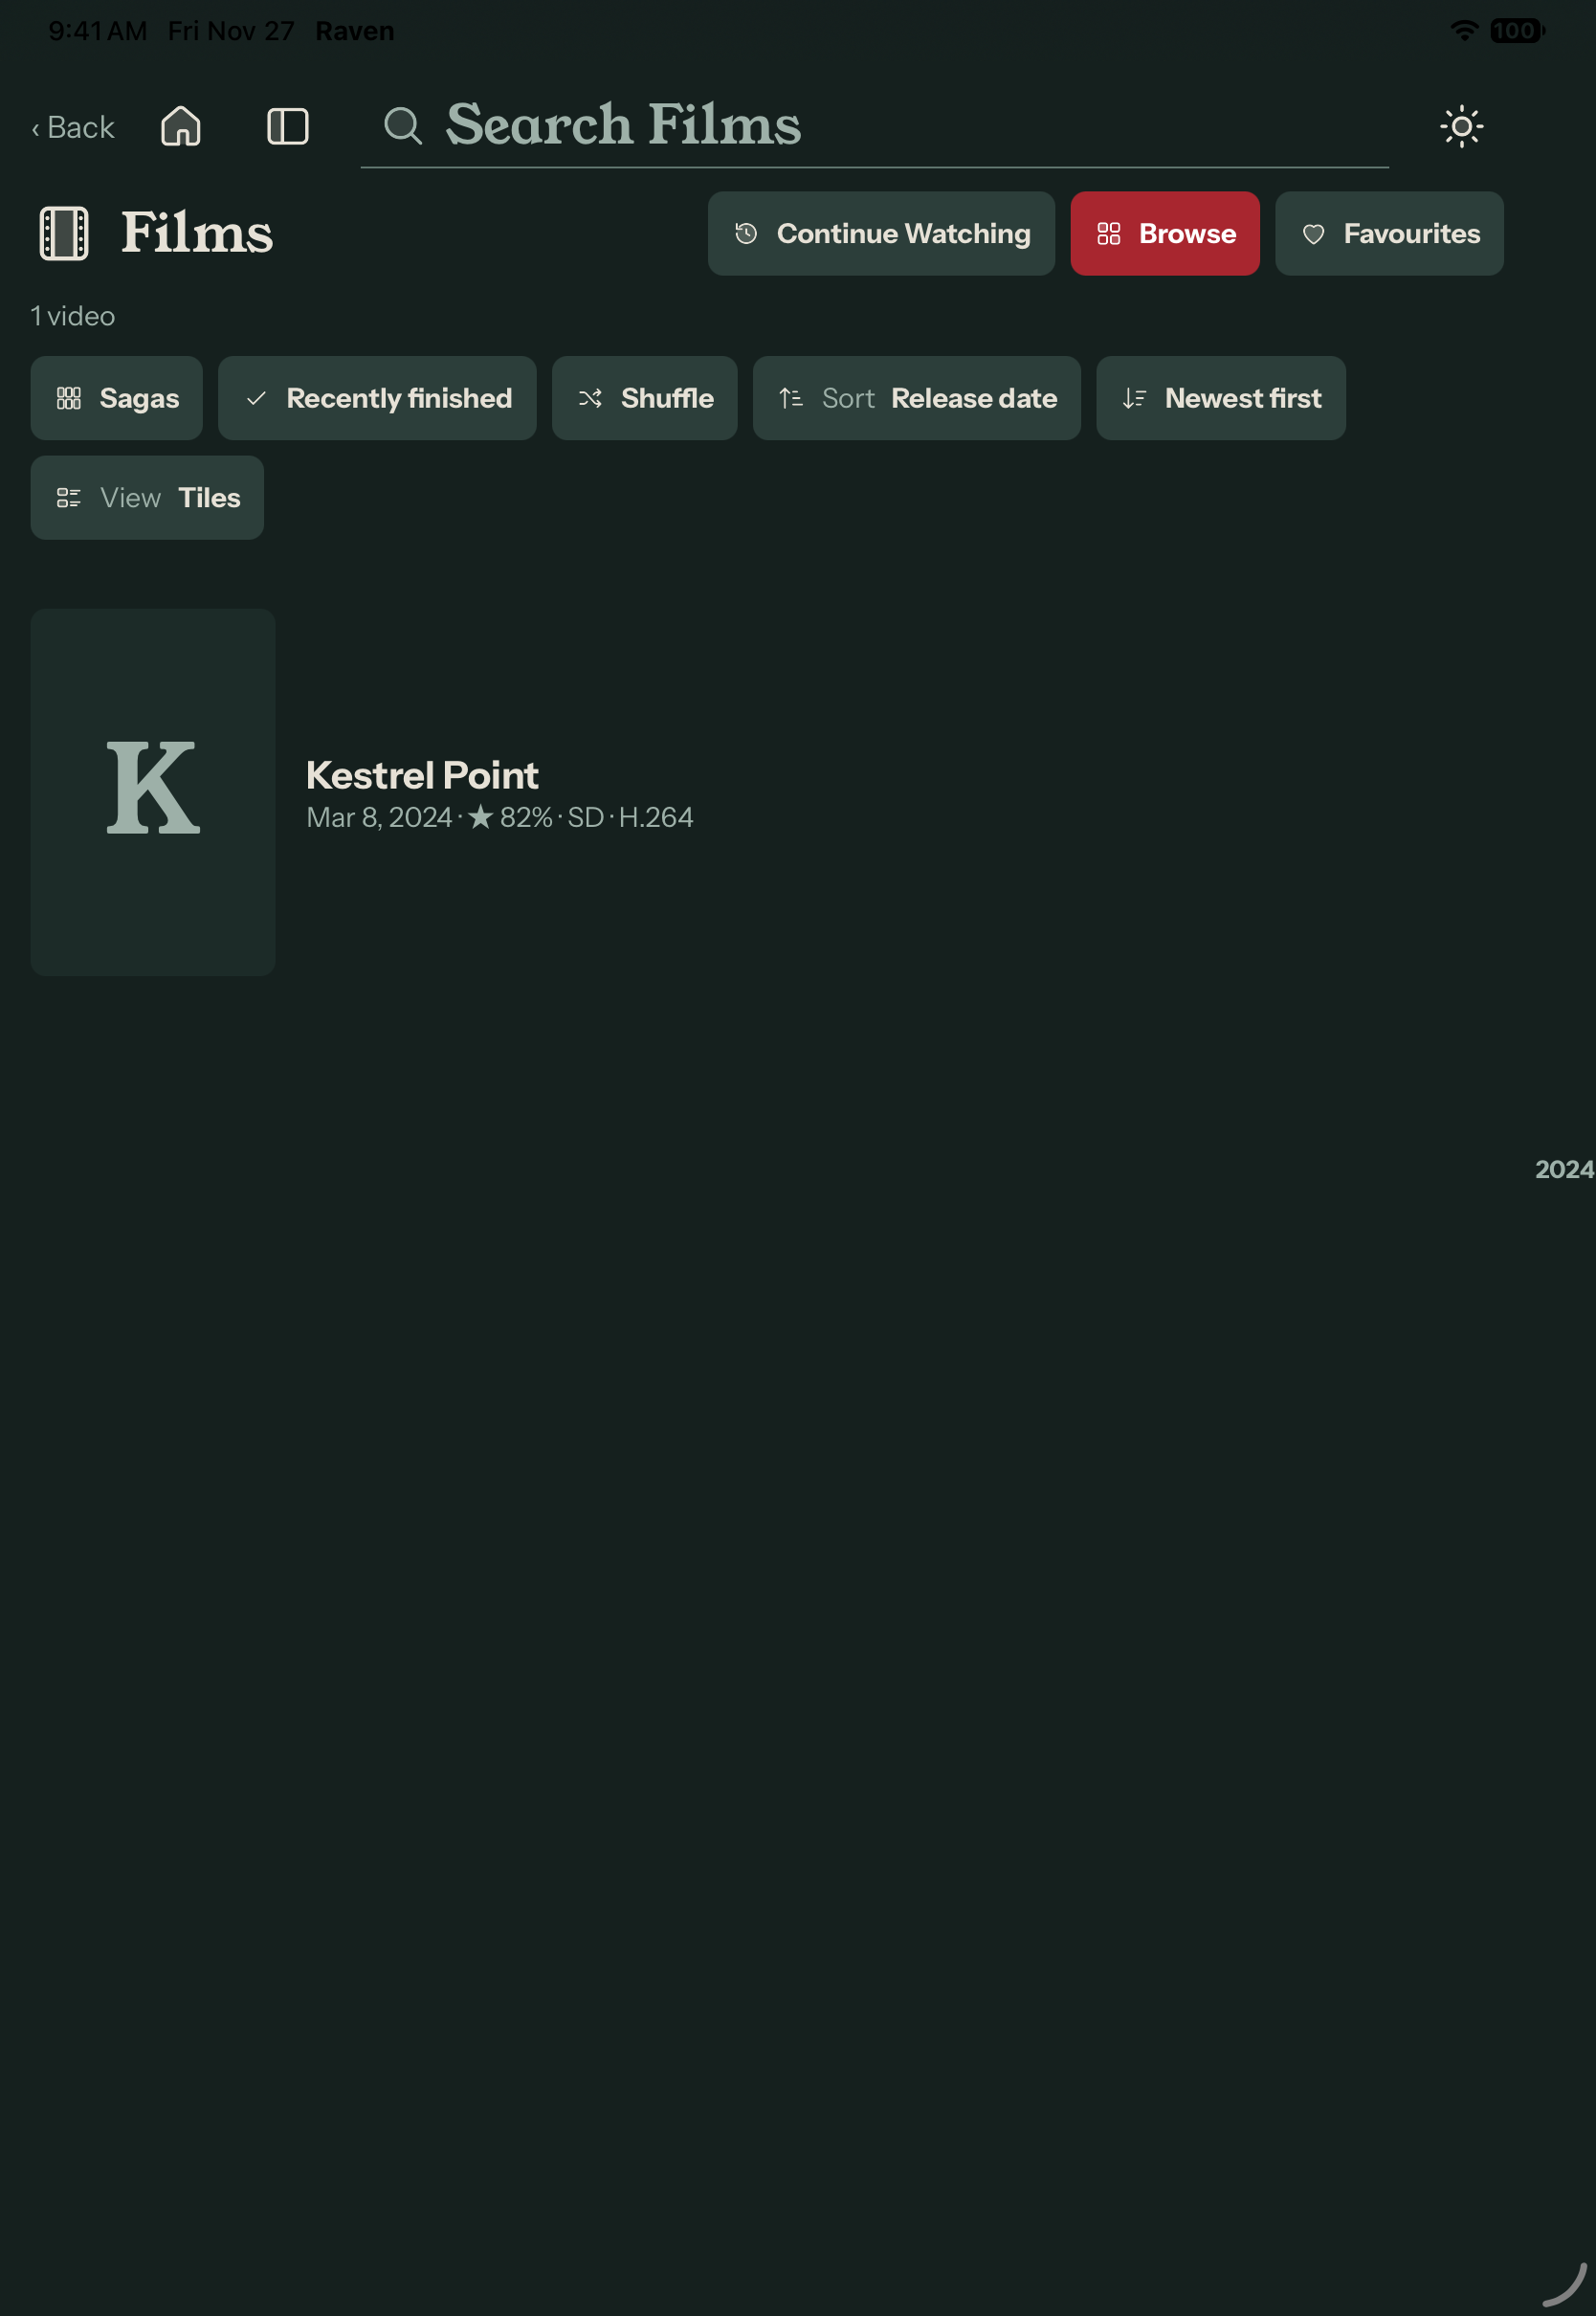 9:41 AM Fri Nov 27 Raven 100
‹ Back Search Films
Films Continue Watching Browse Favourites
1 video
Sagas Recently finished Shuffle Sort Release date Newest first
View Tiles
K
Kestrel Point
Mar 8, 2024 · ★ 82% · SD · H.264
2024